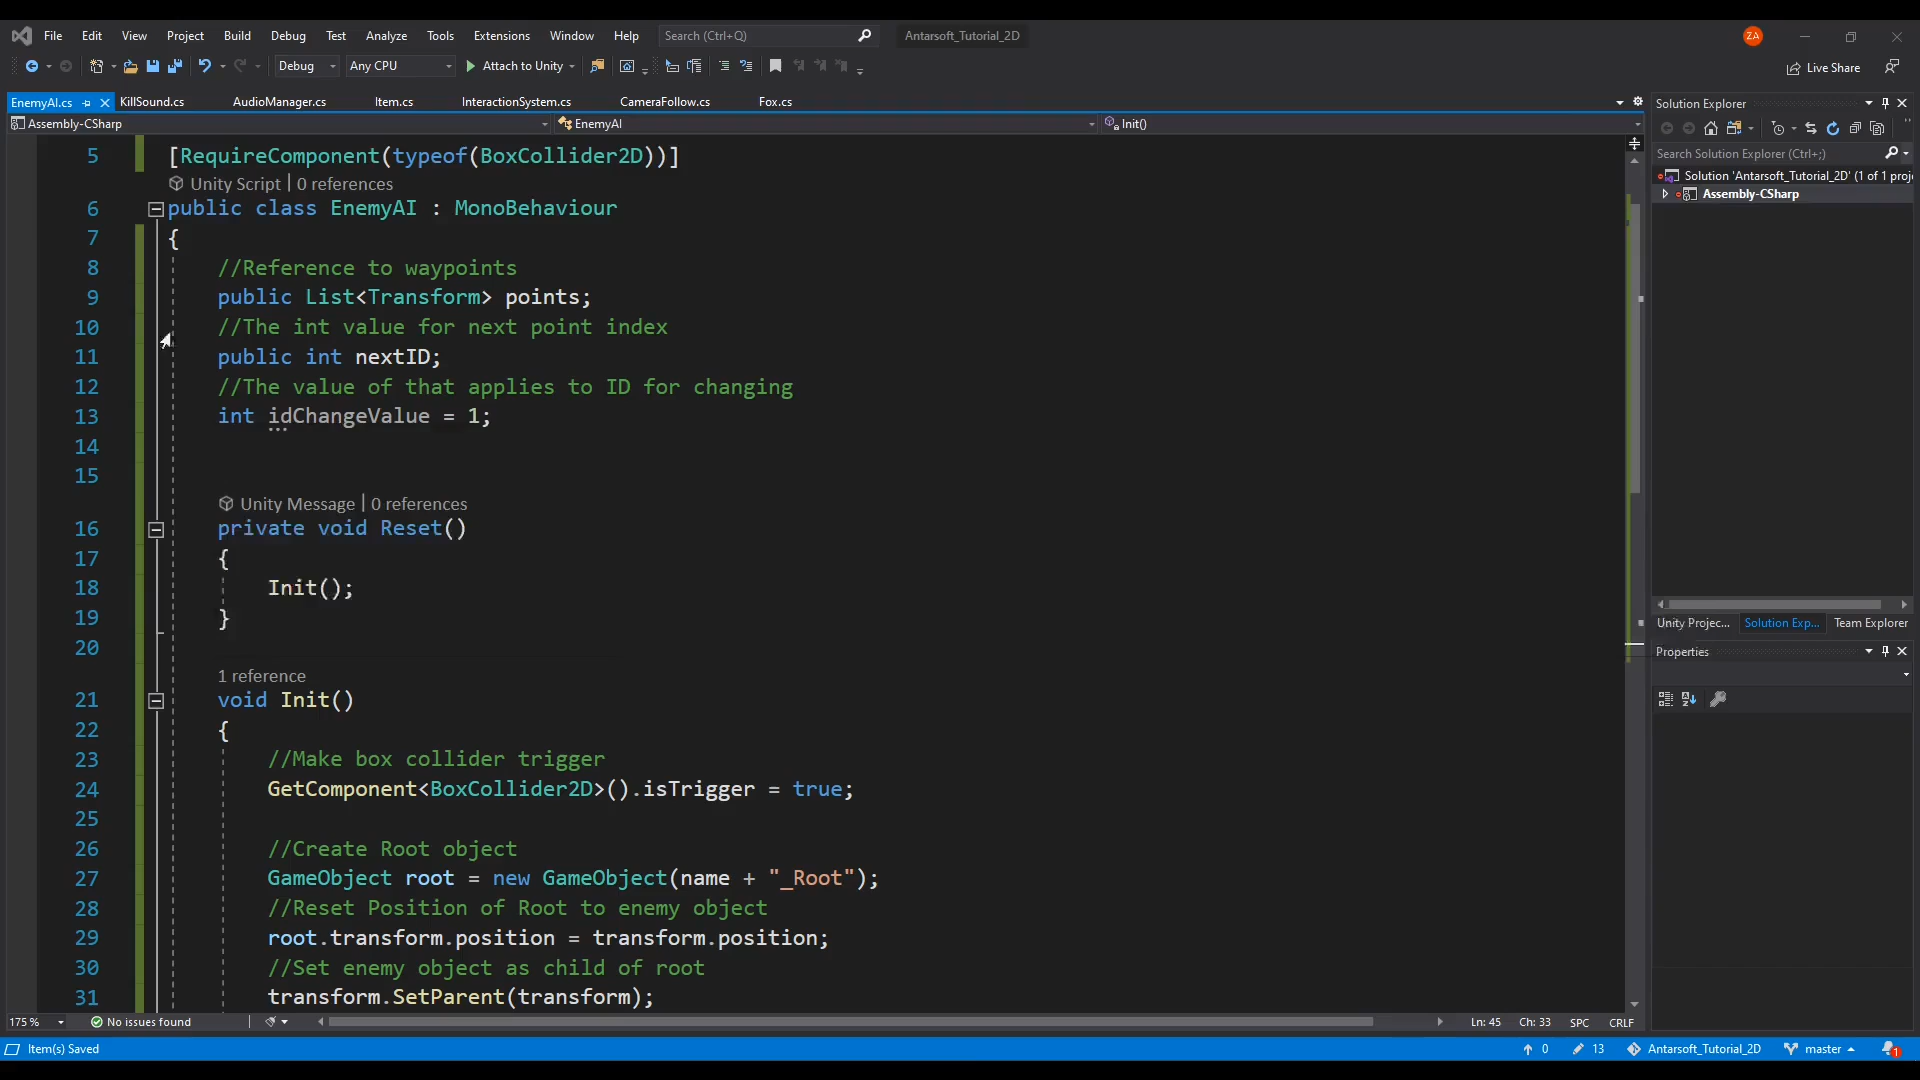 File Edit View Project Build Debug Test Analyze Tools Extensions Window Help Search (Ctrl+Q) Antarsoft_Tutorial_2D ZA
Debug Any CPU Attach to Unity Live Share
EnemyAI.cs KillSound.cs AudioManager.cs Item.cs InteractionSystem.cs CameraFollow.cs Fox.cs
Assembly-CSharp EnemyAI Init()
5 [RequireComponent(typeof(BoxCollider2D))]
Unity Script | 0 references
6 public class EnemyAI : MonoBehaviour
7 {
8 //Reference to waypoints
9 public List<Transform> points;
10 //The int value for next point index
11 public int nextID;
12 //The value of that applies to ID for changing
13 int idChangeValue = 1;
14
15
Unity Message | 0 references
16 private void Reset()
17 {
18 Init();
19 }
20
1 reference
21 void Init()
22 {
23 //Make box collider trigger
24 GetComponent<BoxCollider2D>().isTrigger = true;
25
26 //Create Root object
27 GameObject root = new GameObject(name + "_Root");
28 //Reset Position of Root to enemy object
29 root.transform.position = transform.position;
30 //Set enemy object as child of root
31 transform.SetParent(transform);
175 % No issues found Ln: 45 Ch: 33 SPC CRLF
Solution Explorer
Search Solution Explorer (Ctrl+;)
Solution 'Antarsoft_Tutorial_2D' (1 of 1 proj
Assembly-CSharp
Unity Projec... Solution Exp... Team Explorer
Properties
Item(s) Saved 0 13 Antarsoft_Tutorial_2D master 1